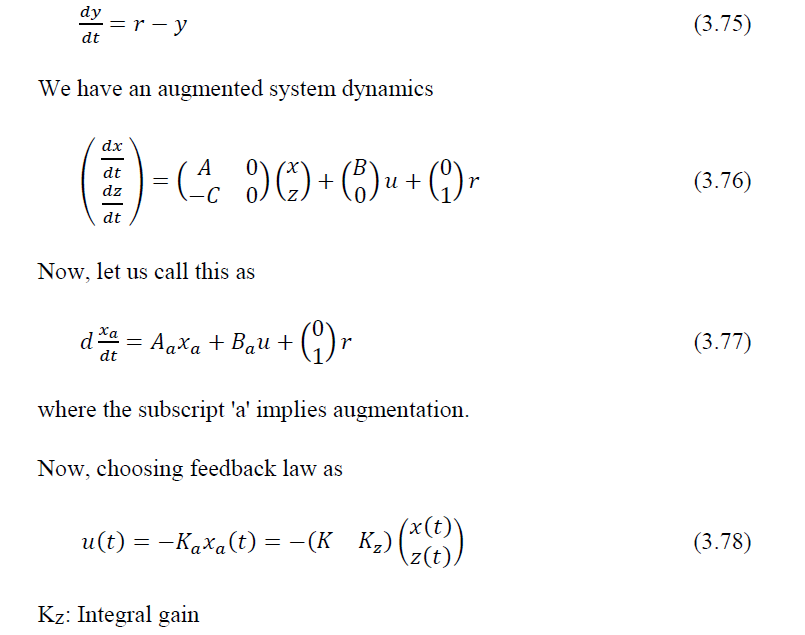 dy/dt = r − y (3.75)
We have an augmented system dynamics
(dx/dt dz/dt) = (A 0 −C 0)(x z) + (B 0)u + (0 1)r (3.76)
Now, let us call this as
d xₐ/dt = Aₐxₐ + Bₐu + (0 1)r (3.77)
where the subscript 'a' implies augmentation.
Now, choosing feedback law as
u(t) = −Kₐxₐ(t) = −(K K_z)(x(t) z(t)) (3.78)
K_Z: Integral gain